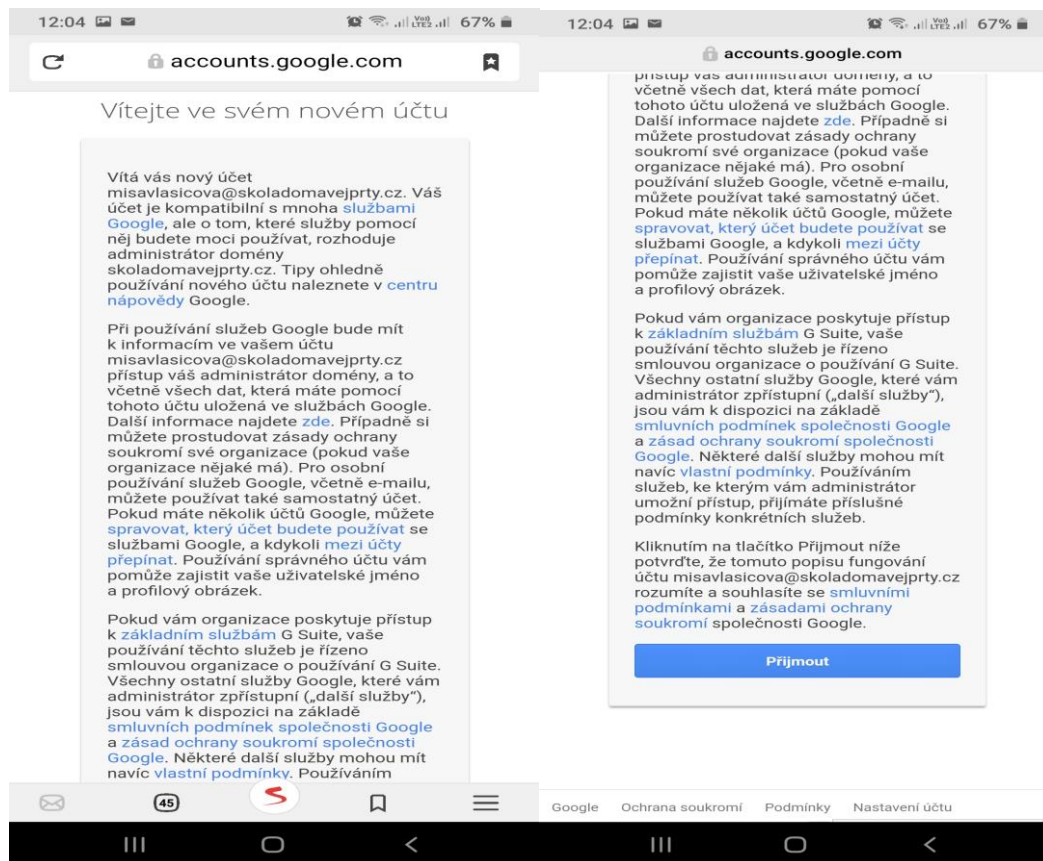 12:04 Vo)) LTE2 67%
accounts.google.com
Vítejte ve svém novém účtu
Vítá vás nový účet
misavlasicova@skoladomavejprty.cz. Váš
účet je kompatibilní s mnoha službami
Google, ale o tom, které služby pomocí
něj budete moci používat, rozhoduje
administrátor domény
skoladomavejprty.cz. Tipy ohledně
používání nového účtu naleznete v centru
nápovědy Google.
Při používání služeb Google bude mít
k informacím ve vašem účtu
misavlasicova@skoladomavejprty.cz
přístup váš administrátor domény, a to
včetně všech dat, která máte pomocí
tohoto účtu uložená ve službách Google.
Další informace najdete zde. Případně si
můžete prostudovat zásady ochrany
soukromí své organizace (pokud vaše
organizace nějaké má). Pro osobní
používání služeb Google, včetně e-mailu,
můžete používat také samostatný účet.
Pokud máte několik účtů Google, můžete
spravovat, který účet budete používat se
službami Google, a kdykoli mezi účty
přepínat. Používání správného účtu vám
pomůže zajistit vaše uživatelské jméno
a profilový obrázek.
Pokud vám organizace poskytuje přístup
k základním službám G Suite, vaše
používání těchto služeb je řízeno
smlouvou organizace o používání G Suite.
Všechny ostatní služby Google, které vám
administrátor zpřístupní („další služby“),
jsou vám k dispozici na základě
smluvních podmínek společnosti Google
a zásad ochrany soukromí společnosti
Google. Některé další služby mohou mít
navíc vlastní podmínky. Používáním
45
12:04 Vo)) LTE2 67%
accounts.google.com
přístup váš administrátor domény, a to
včetně všech dat, která máte pomocí
tohoto účtu uložená ve službách Google.
Další informace najdete zde. Případně si
můžete prostudovat zásady ochrany
soukromí své organizace (pokud vaše
organizace nějaké má). Pro osobní
používání služeb Google, včetně e-mailu,
můžete používat také samostatný účet.
Pokud máte několik účtů Google, můžete
spravovat, který účet budete používat se
službami Google, a kdykoli mezi účty
přepínat. Používání správného účtu vám
pomůže zajistit vaše uživatelské jméno
a profilový obrázek.
Pokud vám organizace poskytuje přístup
k základním službám G Suite, vaše
používání těchto služeb je řízeno
smlouvou organizace o používání G Suite.
Všechny ostatní služby Google, které vám
administrátor zpřístupní („další služby“),
jsou vám k dispozici na základě
smluvních podmínek společnosti Google
a zásad ochrany soukromí společnosti
Google. Některé další služby mohou mít
navíc vlastní podmínky. Používáním
služeb, ke kterým vám administrátor
umožní přístup, přijímáte příslušné
podmínky konkrétních služeb.
Kliknutím na tlačítko Přijmout níže
potvrďte, že tomuto popisu fungování
účtu misavlasicova@skoladomavejprty.cz
rozumíte a souhlasíte se smluvními
podmínkami a zásadami ochrany
soukromí společnosti Google.
Přijmout
Google Ochrana soukromí Podmínky Nastavení účtu